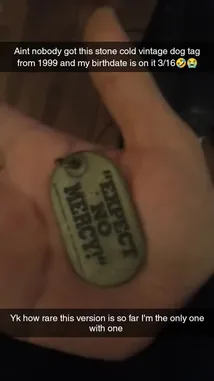 Aint nobody got this stone cold vintage dog tag
from 1999 and my birthdate is on it 3/16🤣😭
"EXPECT
NO
MERCY!"
Yk how rare this version is so far I'm the only one
with one